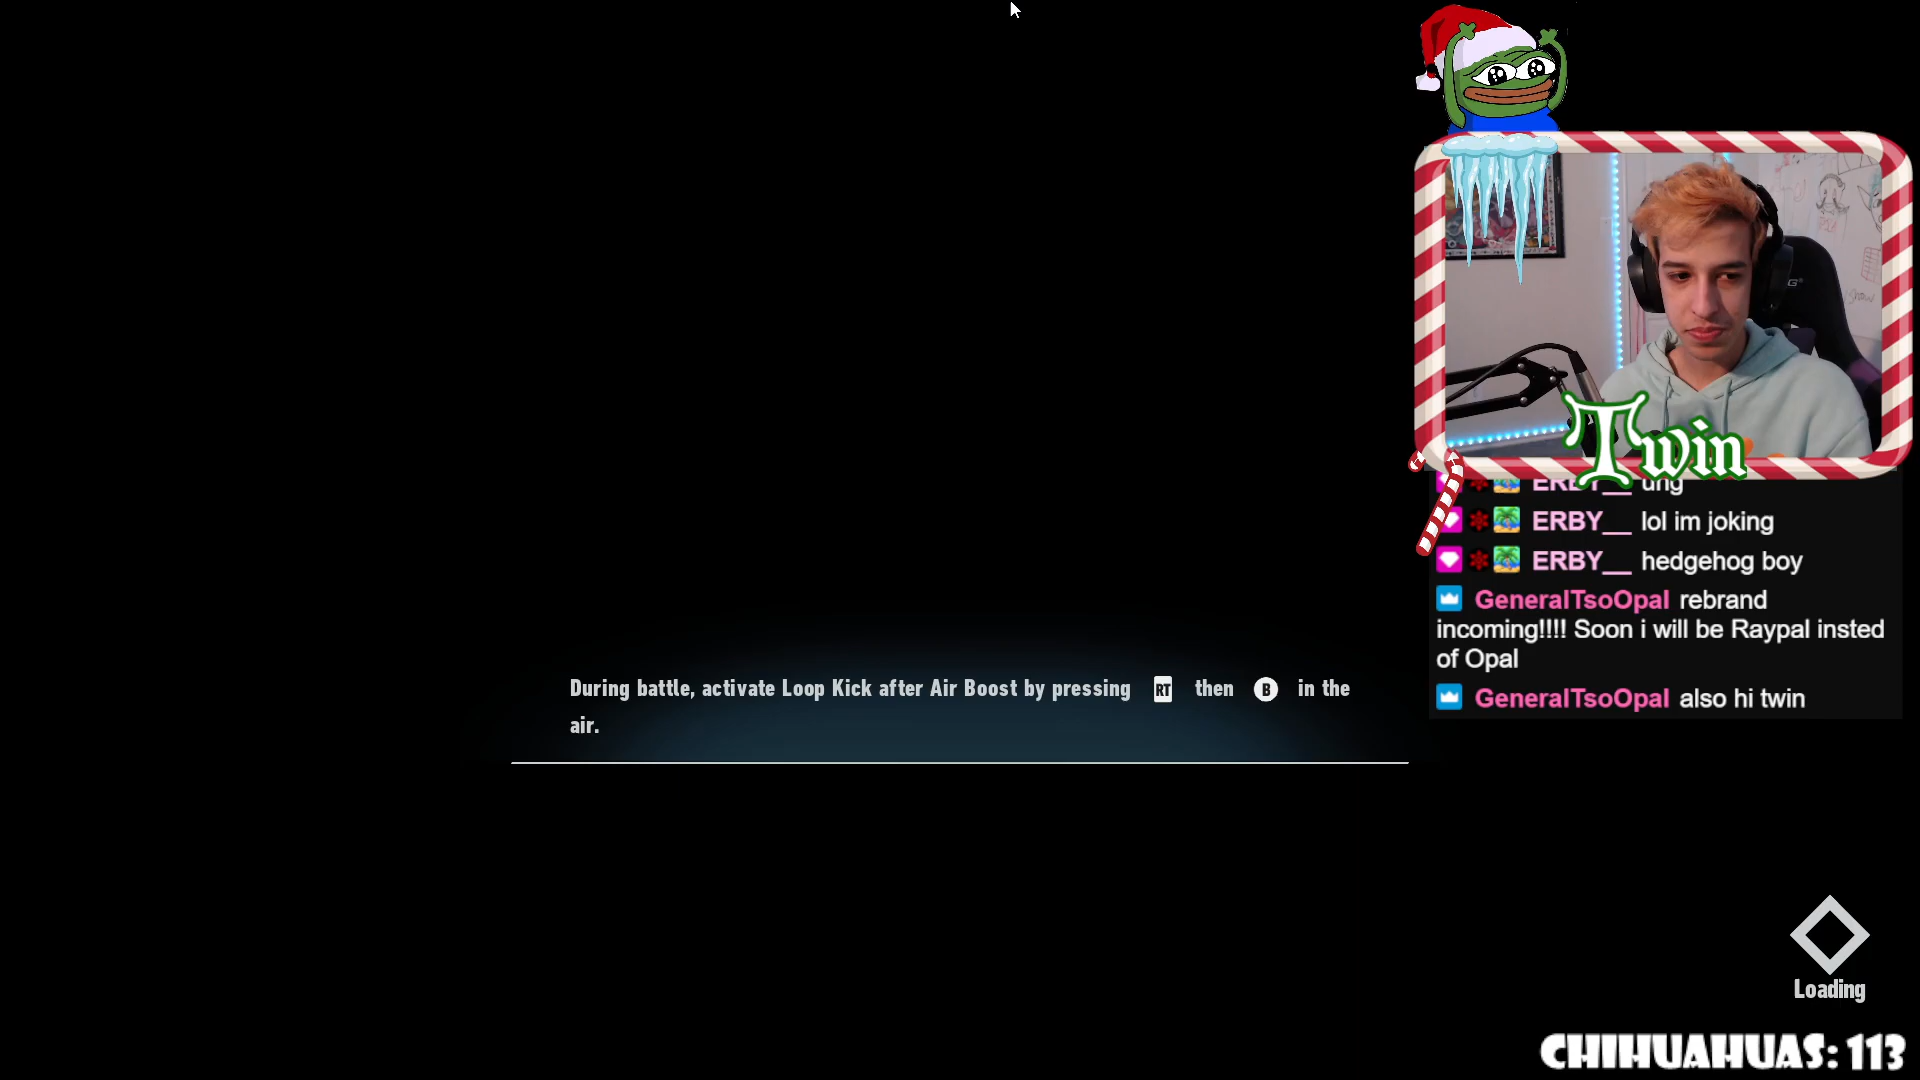 Twin
ERBY__ ung
ERBY__ lol im joking
ERBY__ hedgehog boy
GeneralTsoOpal rebrand
incoming!!!! Soon i will be Raypal insted
of Opal
GeneralTsoOpal also hi twin
During battle, activate Loop Kick after Air Boost by pressing RT then B in the
air.
Loading
CHIHUAHUAS: 113